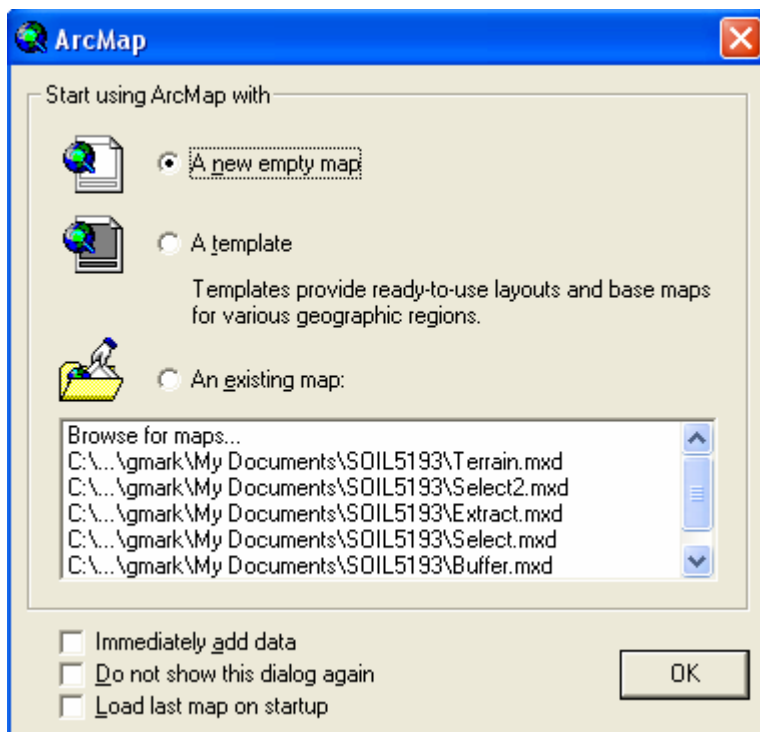 ArcMap
Start using ArcMap with
A new empty map
A template
Templates provide ready-to-use layouts and base maps
for various geographic regions.
An existing map:
Browse for maps...
C:\...\gmark\My Documents\SOIL5193\Terrain.mxd
C:\...\gmark\My Documents\SOIL5193\Select2.mxd
C:\...\gmark\My Documents\SOIL5193\Extract.mxd
C:\...\gmark\My Documents\SOIL5193\Select.mxd
C:\...\gmark\My Documents\SOIL5193\Buffer.mxd
Immediately add data
Do not show this dialog again
Load last map on startup
OK